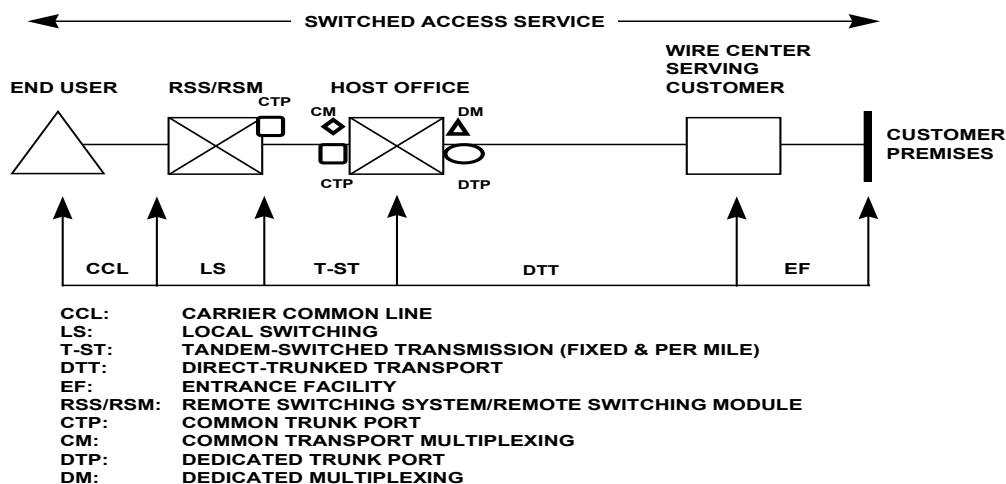 SWITCHED ACCESS SERVICE
WIRE CENTER
SERVING
CUSTOMER
END USER
RSS/RSM
HOST OFFICE
CTP
CM
DM
CUSTOMER
PREMISES
CTP
DTP
CCL
LS
T-ST
DTT
EF
CCL: CARRIER COMMON LINE
LS: LOCAL SWITCHING
T-ST: TANDEM-SWITCHED TRANSMISSION (FIXED & PER MILE)
DTT: DIRECT-TRUNKED TRANSPORT
EF: ENTRANCE FACILITY
RSS/RSM: REMOTE SWITCHING SYSTEM/REMOTE SWITCHING MODULE
CTP: COMMON TRUNK PORT
CM: COMMON TRANSPORT MULTIPLEXING
DTP: DEDICATED TRUNK PORT
DM: DEDICATED MULTIPLEXING